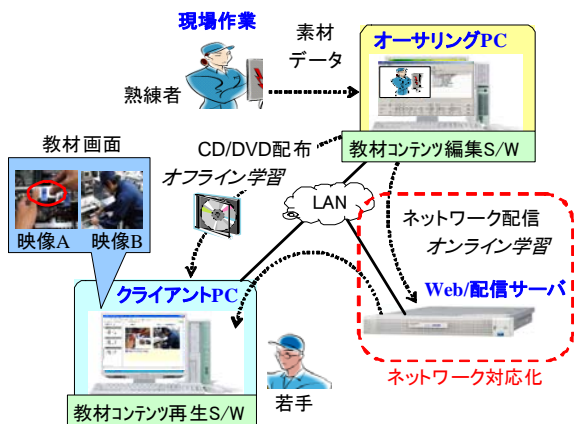 現場作業
素材
データ
熟練者
オーサリングPC
教材コンテンツ編集S/W
教材画面
映像A
映像B
CD/DVD配布
オフライン学習
LAN
ネットワーク配信
オンライン学習
Web/配信サーバ
ネットワーク対応化
クライアントPC
教材コンテンツ再生S/W
若手